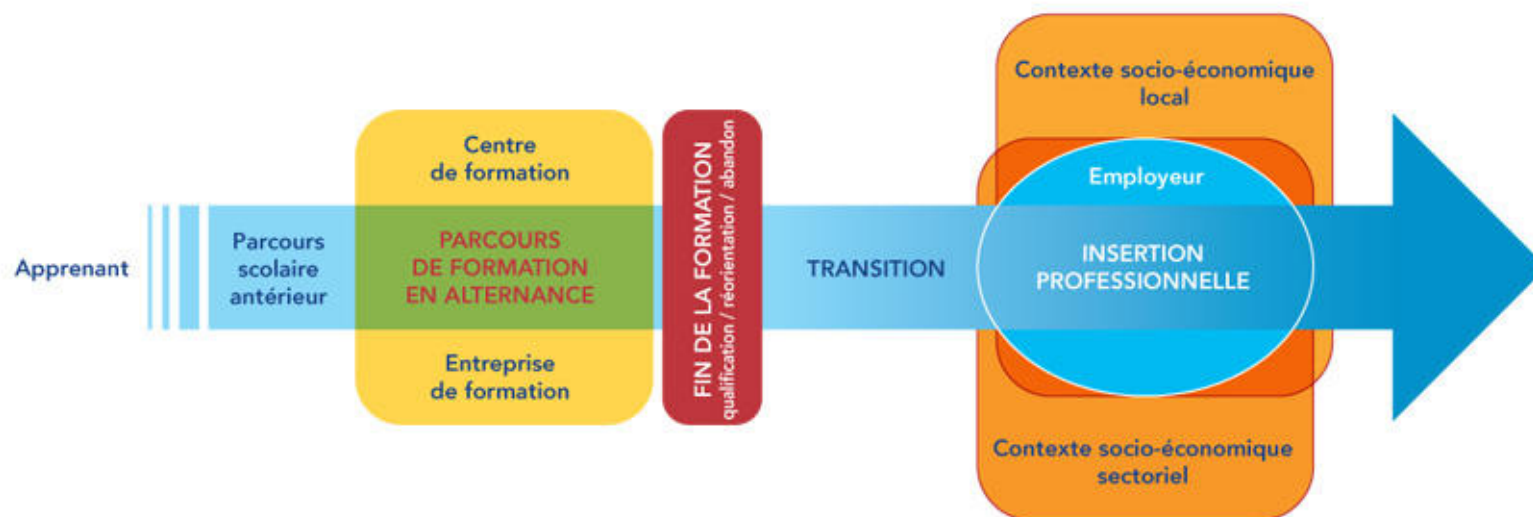 Apprenant
Parcours
scolaire
antérieur
Centre
de formation
PARCOURS
DE FORMATION
EN ALTERNANCE
Entreprise
de formation
FIN DE LA FORMATION
qualification / réorientation / abandon
TRANSITION
Contexte socio-économique
local
Employeur
INSERTION
PROFESSIONNELLE
Contexte socio-économique
sectoriel